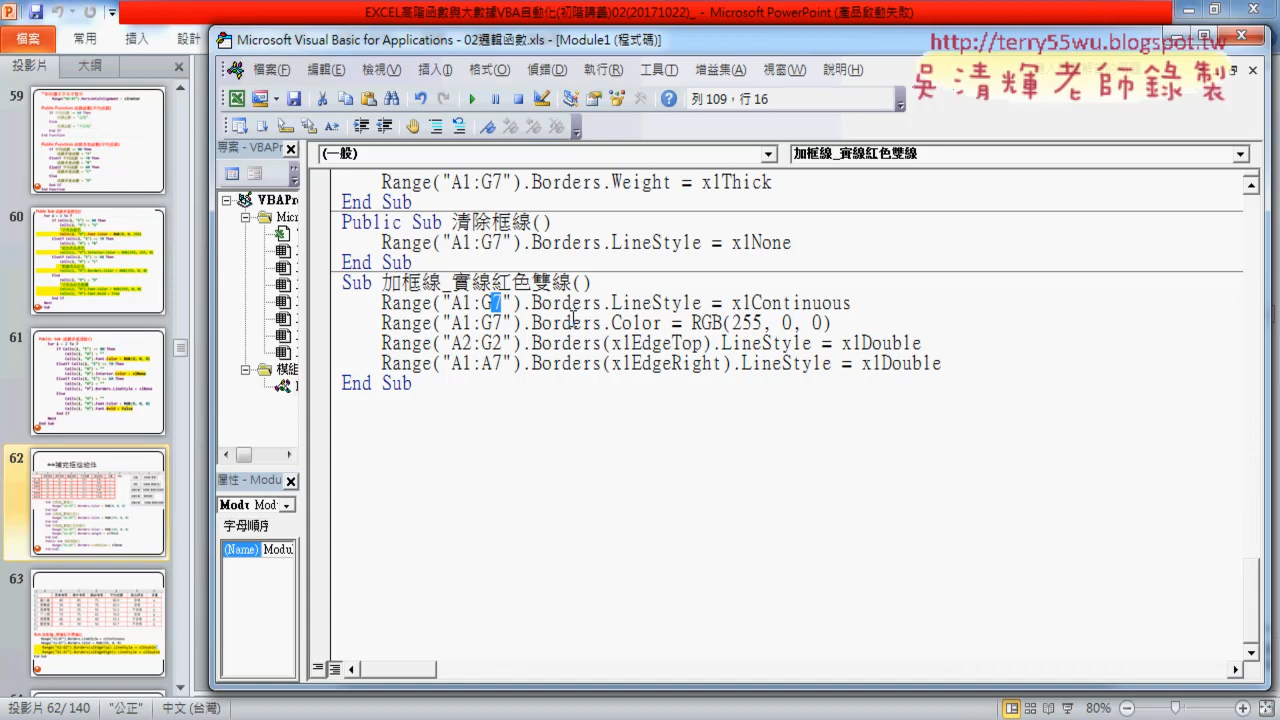 EXCEL高階函數與大數據VBA自動化(初階講義)02(20171022)_ - Microsoft PowerPoint (產品啟動失敗)
檔案
常用
插入
設計
投影片
大綱
59
60
61
62
**補充框線物件
63
Microsoft Visual Basic for Applications - 02邏輯函數.xls - [Module1 (程式碼)]
http://terry55wu.blogspot.tw
吳清輝老師錄製
檔案(F)
編輯(E)
檢視(V)
插入(I)
格式(O)
偵錯(D)
執行(R)
工具(T)
增益集(A)
視窗(W)
說明(H)
列 109, 行 16
專案 - VBAPr
VBAPr
Micr
模組
屬性 - Modu
Modu Mod
字母順序
(Name) Modu
(一般)
加框線_實線紅色雙線
Range("A1:G7").Borders.Weight = xlThick
End Sub
Public Sub 清除框線()
Range("A1:G7").Borders.LineStyle = xlNone
End Sub
Sub 加框線_實線紅色雙線()
Range("A1:G7").Borders.LineStyle = xlContinuous
Range("A1:G7").Borders.Color = RGB(255, 0, 0)
Range("A2:G2").Borders(xlEdgeTop).LineStyle = xlDouble
Range("A1:A7").Borders(xlEdgeRight).LineStyle = xlDouble
End Sub
投影片 62/140
"公正"
中文 (台灣)
80%